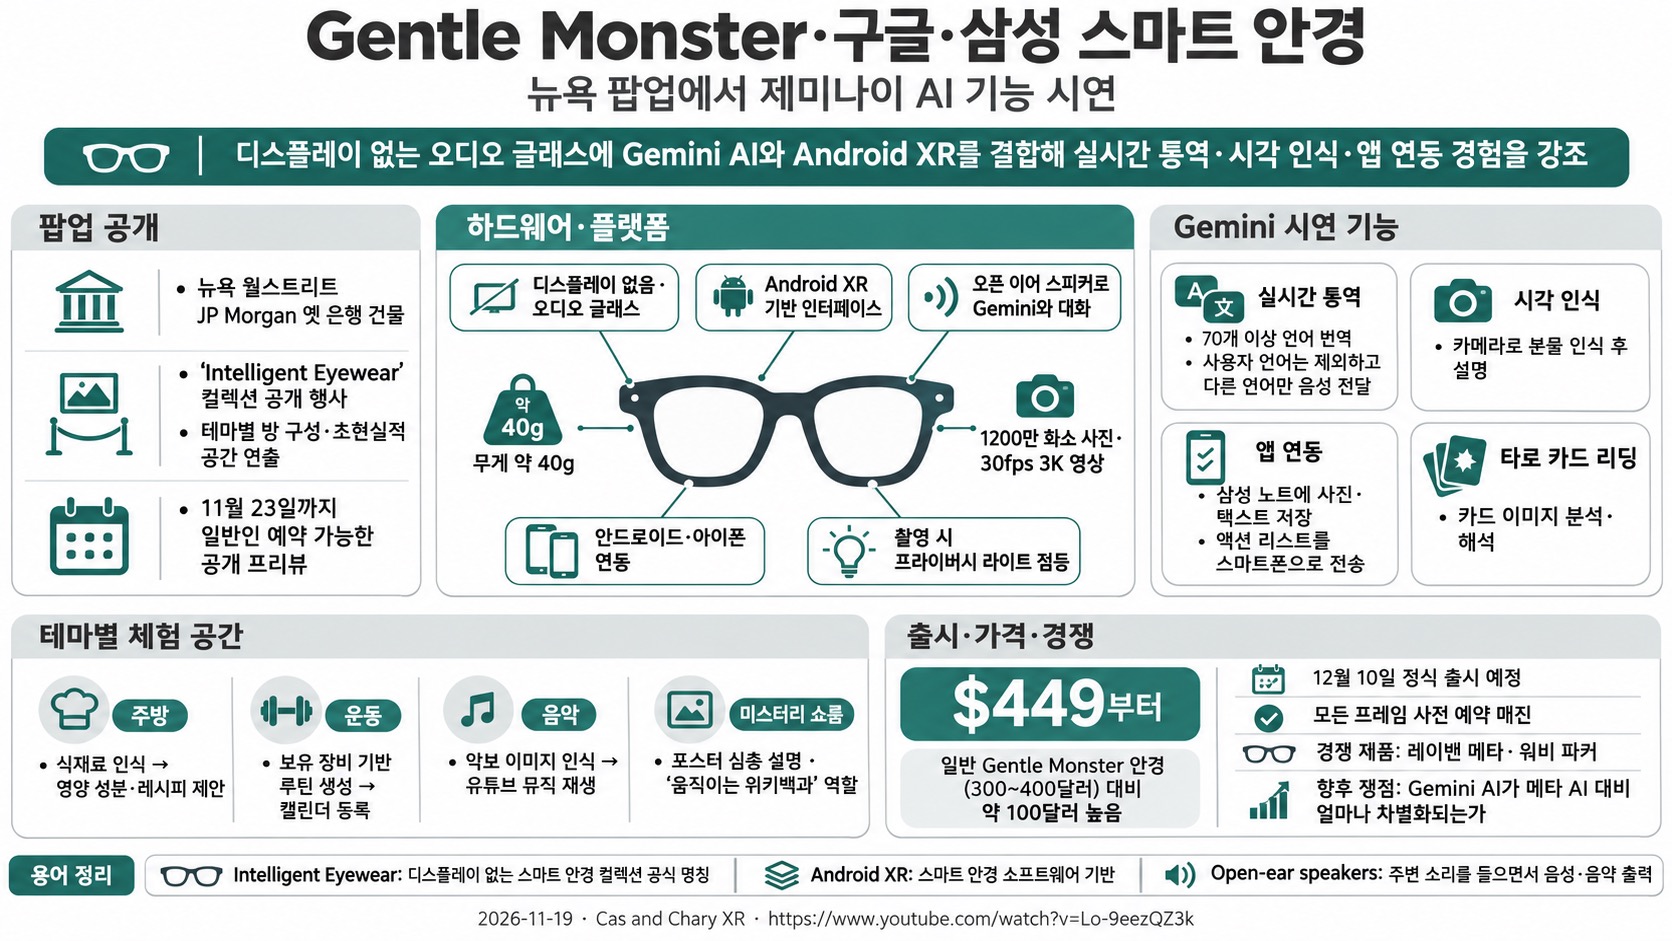 Gentle Monster·구글·삼성 스마트 안경
뉴욕 팝업에서 제미나이 AI 기능 시연
디스플레이 없는 오디오 글래스에 Gemini AI와 Android XR를 결합해 실시간 통역·시각 인식·앱 연동 경험을 강조
팝업 공개
• 뉴욕 월스트리트
JP Morgan 옛 은행 건물
• ‘Intelligent Eyewear’
컬렉션 공개 행사
• 테마별 방 구성·초현실적
공간 연출
• 11월 23일까지
일반인 예약 가능한
공개 프리뷰
하드웨어·플랫폼
디스플레이 없음·
오디오 글래스
Android XR
기반 인터페이스
오픈 이어 스피커로
Gemini와 대화
약
40g
무게 약 40g
1200만 화소 사진·
30fps 3K 영상
안드로이드·아이폰
연동
촬영 시
프라이버시 라이트 점등
Gemini 시연 기능
A 文
실시간 통역
• 70개 이상 언어 번역
• 사용자 언어는 제외하고
다른 언어만 음성 전달
시각 인식
• 카메라로 분물 인식 후
설명
앱 연동
• 삼성 노트에 사진·
택스트 저장
• 액션 리스트를
스마트폰으로 전송
타로 카드 리딩
• 카드 이미지 분석·
해석
테마별 체험 공간
주방
• 식재료 인식 →
영양 성분·레시피 제안
운동
• 보유 장비 기반
루틴 생성 →
캘린더 등록
음악
• 악보 이미지 인식 →
유튜브 뮤직 재생
미스터리 쇼룸
• 포스터 심층 설명·
‘움직이는 위키백과’ 역할
출시·가격·경쟁
$449부터
일반 Gentle Monster 안경
(300~400달러) 대비
약 100달러 높음
12월 10일 정식 출시 예정
모든 프레임 사전 예약 매진
경쟁 제품: 레이밴 메타·워비 파커
향후 쟁점: Gemini AI가 메타 AI 대비
얼마나 차별화되는가
용어 정리
Intelligent Eyewear: 디스플레이 없는 스마트 안경 컬렉션 공식 명칭
Android XR: 스마트 안경 소프트웨어 기반
Open-ear speakers: 주변 소리를 들으면서 음성·음악 출력
2026-11-19 · Cas and Chary XR · https://www.youtube.com/watch?v=Lo-9eezQZ3k